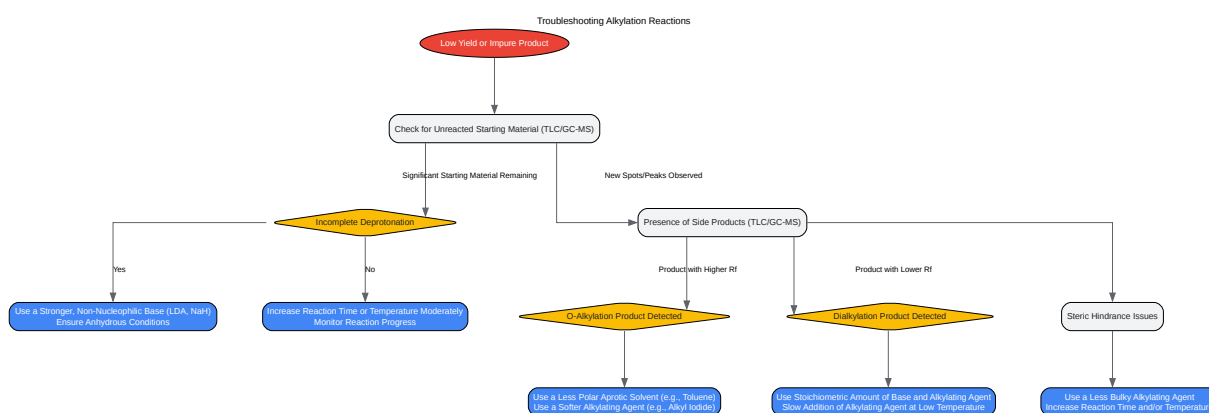 Troubleshooting Alkylation Reactions
Low Yield or Impure Product
Check for Unreacted Starting Material (TLC/GC-MS)
Significant Starting Material Remaining
New Spots/Peaks Observed
Incomplete Deprotonation
Presence of Side Products (TLC/GC-MS)
Yes
No
Product with Higher Rf
Product with Lower Rf
Use a Stronger, Non-Nucleophilic Base (LDA, NaH)
Ensure Anhydrous Conditions
Increase Reaction Time or Temperature Moderately
Monitor Reaction Progress
O-Alkylation Product Detected
Dialkylation Product Detected
Steric Hindrance Issues
Use a Less Polar Aprotic Solvent (e.g., Toluene)
Use a Softer Alkylating Agent (e.g., Alkyl Iodide)
Use Stoichiometric Amount of Base and Alkylating Agent
Slow Addition of Alkylating Agent at Low Temperature
Use a Less Bulky Alkylating Agent
Increase Reaction Time and/or Temperature